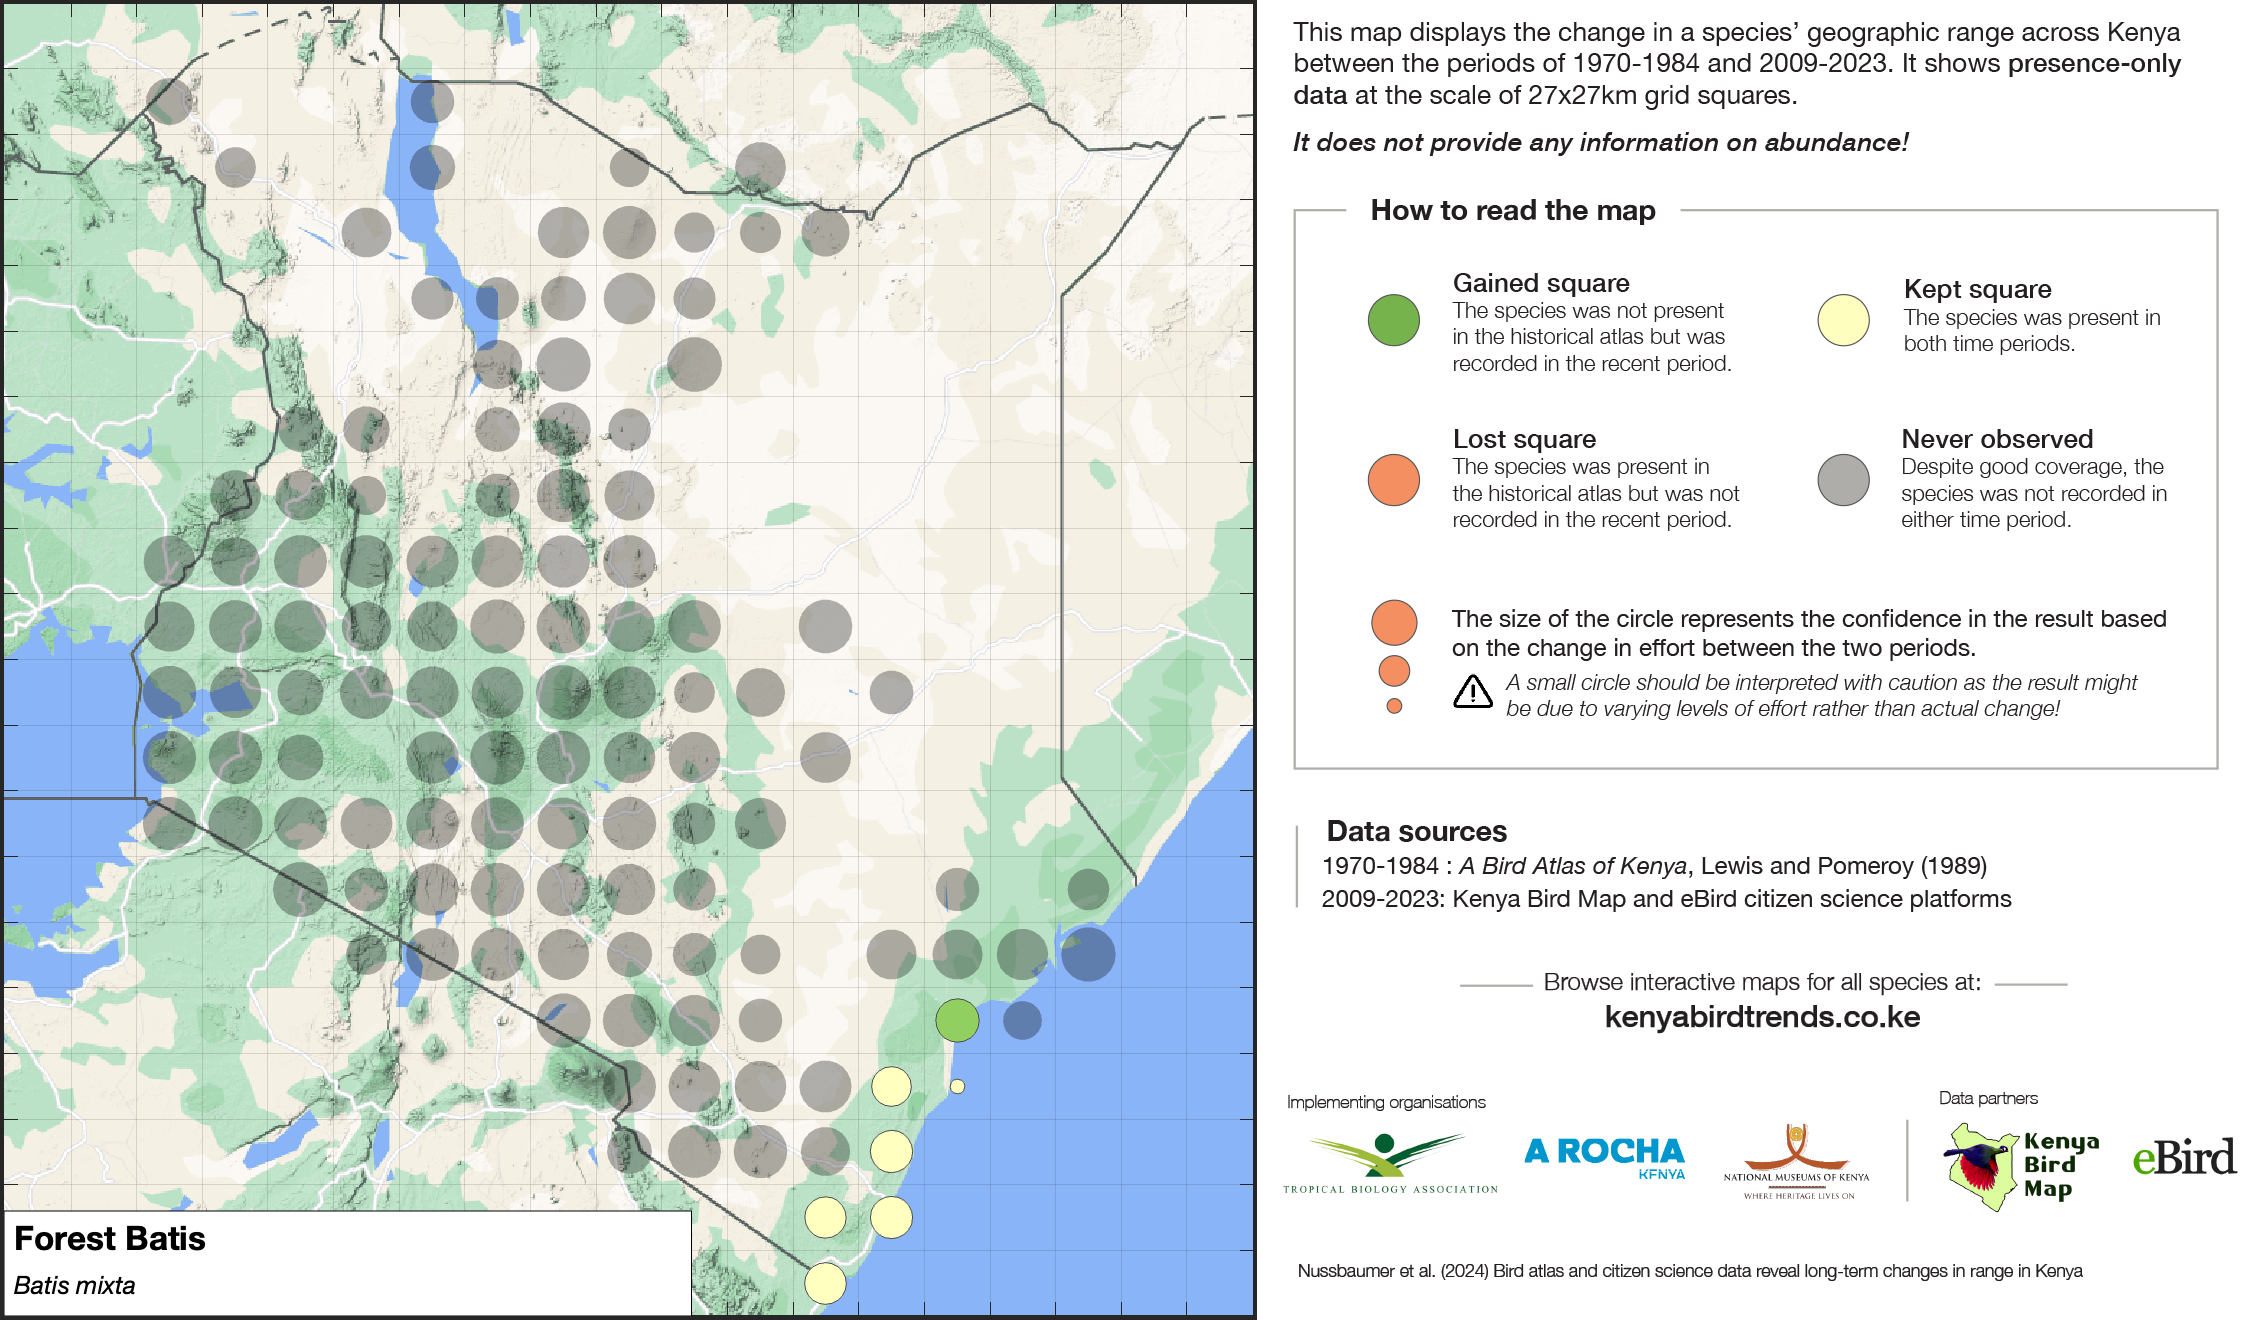 This map displays the change in a species’ geographic range across Kenya
between the periods of 1970-1984 and 2009-2023. It shows presence-only
data at the scale of 27x27km grid squares.
It does not provide any information on abundance!
How to read the map
Gained square
The species was not present
in the historical atlas but was
recorded in the recent period.
Kept square
The species was present in
both time periods.
Lost square
The species was present in
the historical atlas but was not
recorded in the recent period.
Never observed
Despite good coverage, the
species was not recorded in
either time period.
The size of the circle represents the confidence in the result based
on the change in effort between the two periods.
A small circle should be interpreted with caution as the result might
be due to varying levels of effort rather than actual change!
Data sources
1970-1984 : A Bird Atlas of Kenya, Lewis and Pomeroy (1989)
2009-2023: Kenya Bird Map and eBird citizen science platforms
Browse interactive maps for all species at:
kenyabirdtrends.co.ke
Implementing organisations
Data partners
TROPICAL BIOLOGY ASSOCIATION
A ROCHA
KENYA
NATIONAL MUSEUMS OF KENYA
WHERE HERITAGE LIVES ON
Kenya
Bird
Map
eBird
Nussbaumer et al. (2024) Bird atlas and citizen science data reveal long-term changes in range in Kenya
Forest Batis
Batis mixta